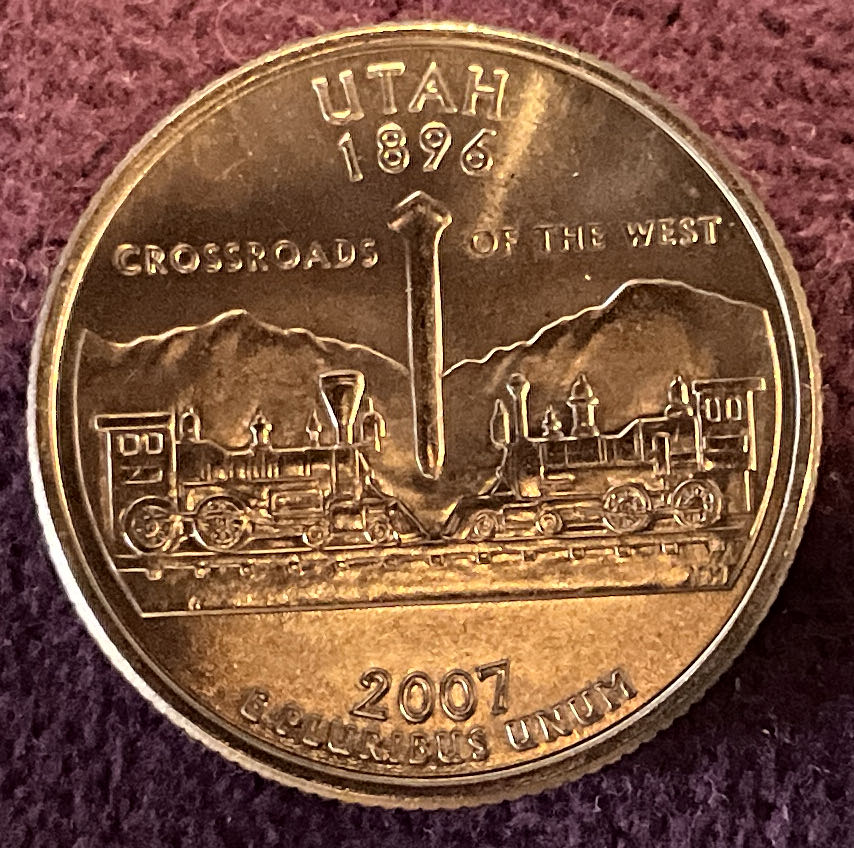 UTAH
1896
CROSSROADS OF THE WEST
2007
E PLURIBUS UNUM